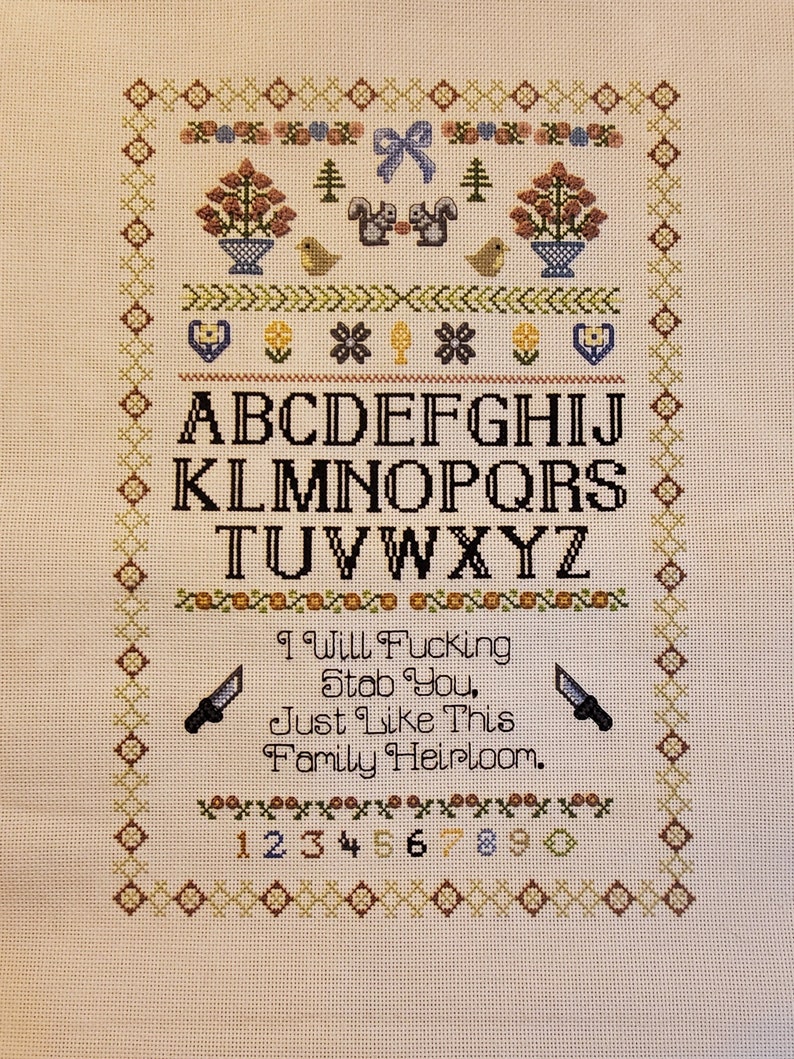 ABCDEFGHIJ
KLMNOPQRS
TUVWXYZ
I Will Fucking
Stab You,
Just Like This
Family Heirloom.
1234567890